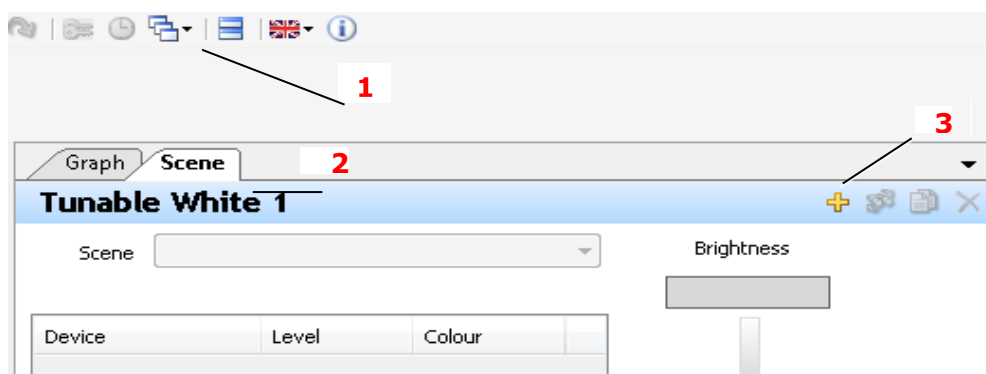 1
3
Graph Scene 2
Tunable White 1
Scene Brightness
Device Level Colour